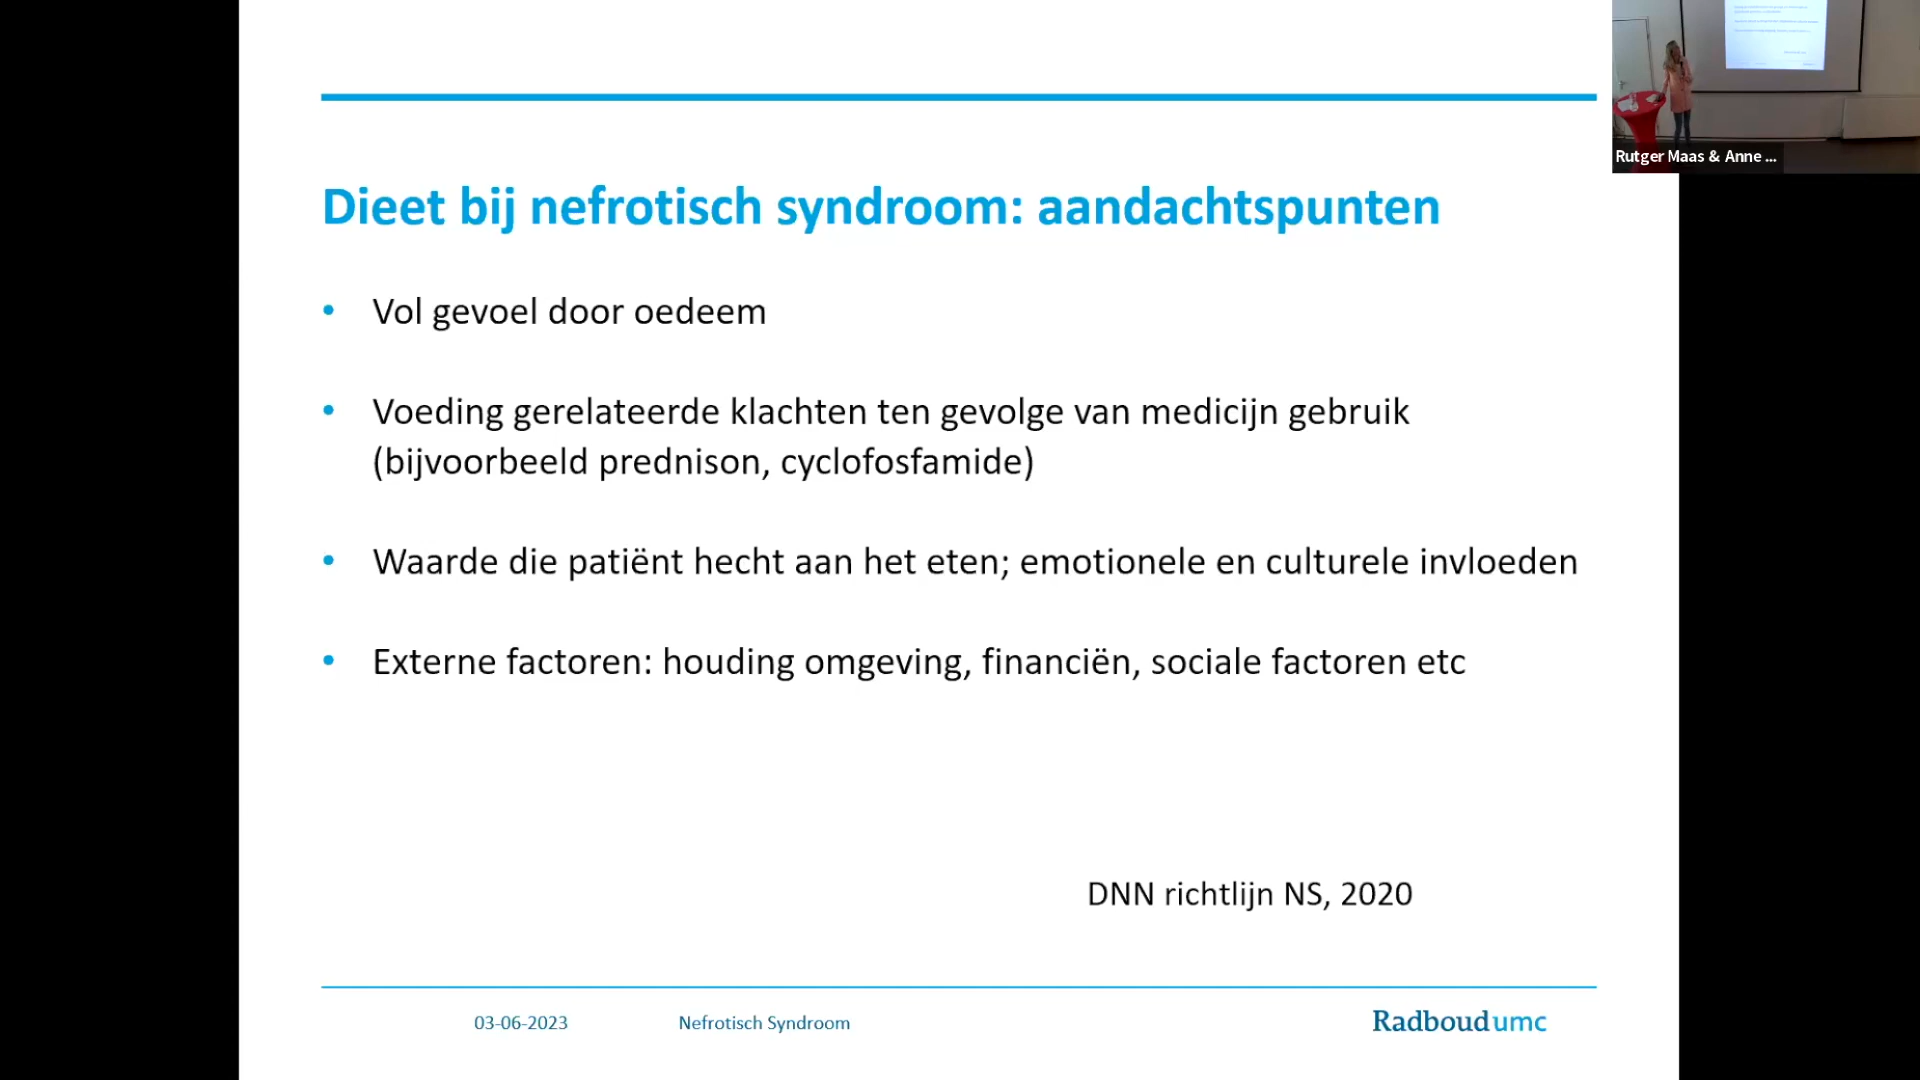 Dieet bij nefrotisch syndroom: aandachtspunten
• Vol gevoel door oedeem
• Voeding gerelateerde klachten ten gevolge van medicijn gebruik
(bijvoorbeeld prednison, cyclofosfamide)
• Waarde die patiënt hecht aan het eten; emotionele en culturele invloeden
• Externe factoren: houding omgeving, financiën, sociale factoren etc
DNN richtlijn NS, 2020
03-06-2023
Nefrotisch Syndroom
Radboudumc
Rutger Maas & Anne ...